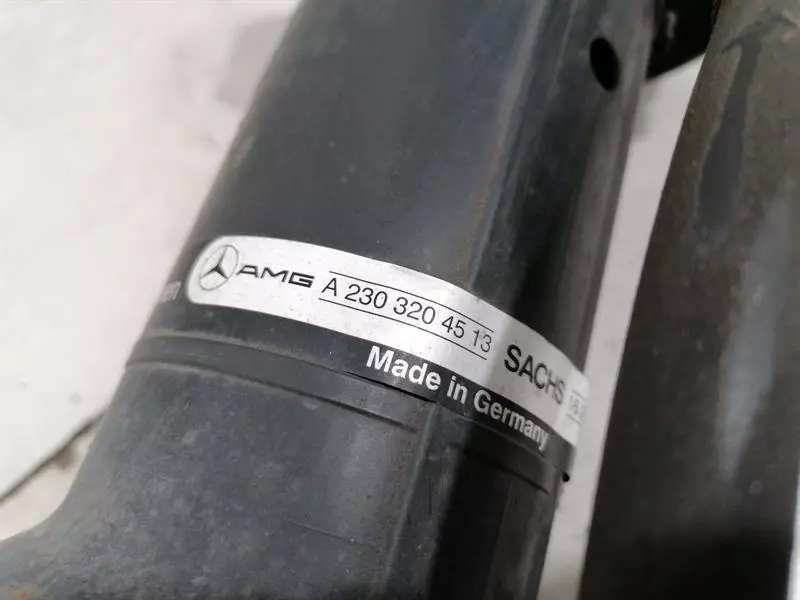 AMG A 230 320 45 13 SACHS
Made in Germany